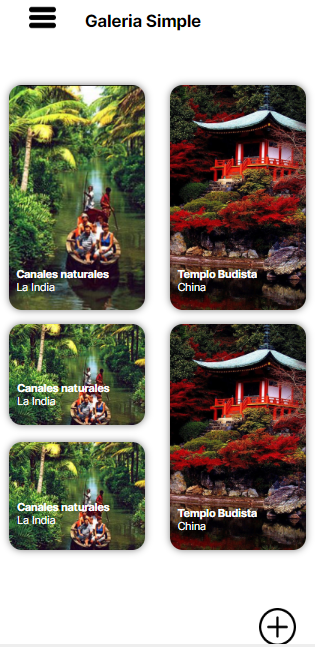 Galeria Simple
Canales naturales
La India
Templo Budista
China
Canales naturales
La India
Canales naturales
La India
Templo Budista
China